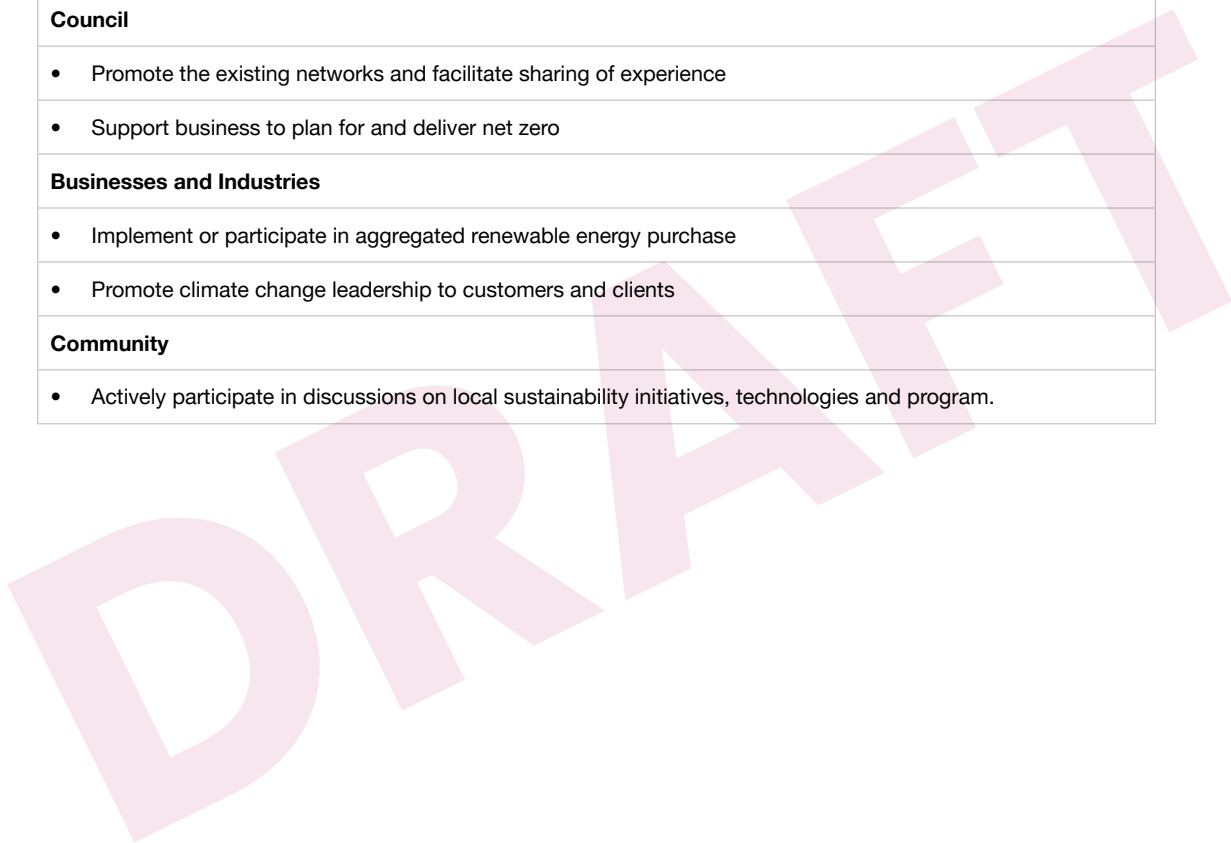 Council
• Promote the existing networks and facilitate sharing of experience
• Support business to plan for and deliver net zero
Businesses and Industries
• Implement or participate in aggregated renewable energy purchase
• Promote climate change leadership to customers and clients
Community
• Actively participate in discussions on local sustainability initiatives, technologies and program.
DRAFT